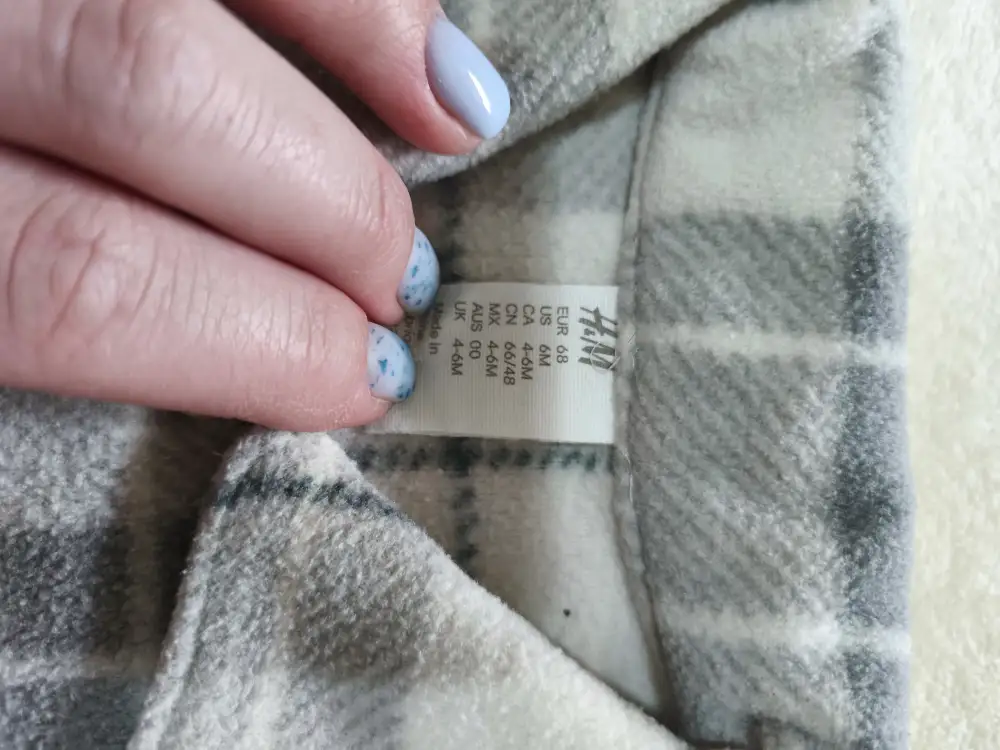 H&M
EUR 68
US 6M
CA 4-6M
CN 66/48
MX 4-6M
AUS 00
UK 4-6M
Made in